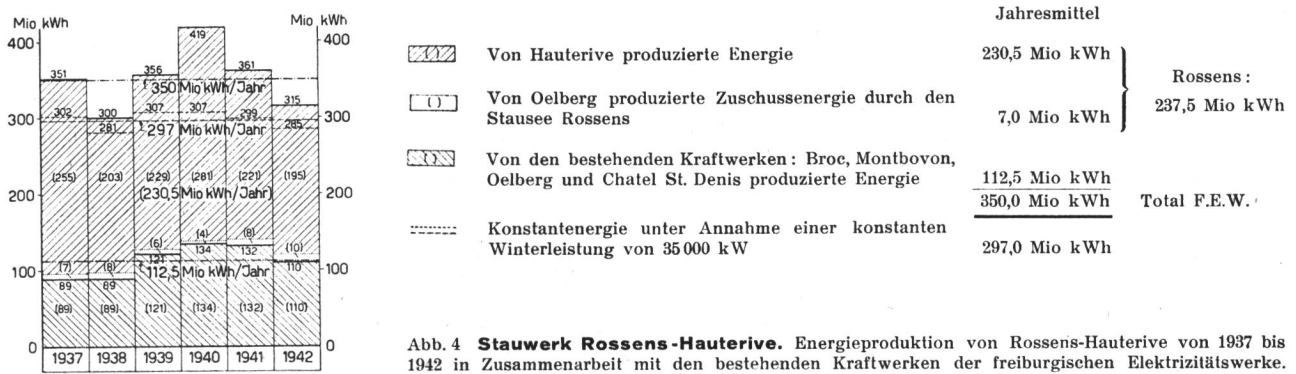 Mio kWh
Mio kWh
400
400
419
351
356
361
350 Mio kWh/Jahr
302
300
307
307
299
315
300
300
281
297 Mio kWh/Jahr
285
(255)
(203)
(229)
(281)
(221)
(195)
200
(230,5 Mio kWh/Jahr)
200
(6)
(4)
(8)
(10)
121
134
132
110
100
(7)
(8)
112,5 Mio kWh/Jahr
100
89
89
(89)
(89)
(121)
(134)
(132)
(110)
0
0
1937
1938
1939
1940
1941
1942
Jahresmittel
() Von Hauterive produzierte Energie 230,5 Mio kWh
Rossens:
237,5 Mio kWh
() Von Oelberg produzierte Zuschussenergie durch den
Stausee Rossens 7,0 Mio kWh
() Von den bestehenden Kraftwerken: Broc, Montbovon,
Oelberg und Chatel St. Denis produzierte Energie 112,5 Mio kWh
350,0 Mio kWh Total F.E.W.
Konstantenergie unter Annahme einer konstanten
Winterleistung von 35 000 kW 297,0 Mio kWh
Abb. 4 Stauwerk Rossens-Hauterive. Energieproduktion von Rossens-Hauterive von 1937 bis
1942 in Zusammenarbeit mit den bestehenden Kraftwerken der freiburgischen Elektrizitätswerke.